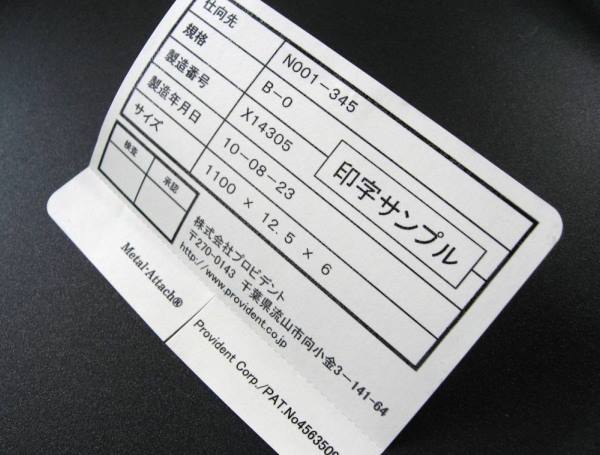 仕向先 N001-345
規格 B-0
製造番号 X14305
製造年月日 10-08-23
サイズ 1100 × 12.5 × 6
印字サンプル
検査 承認
株式会社プロビデント
〒270-0143 千葉県流山市向小金3-141-64
http://www.provident.co.jp
Metal-Attach®
Provident Corp./PAT.No4563509